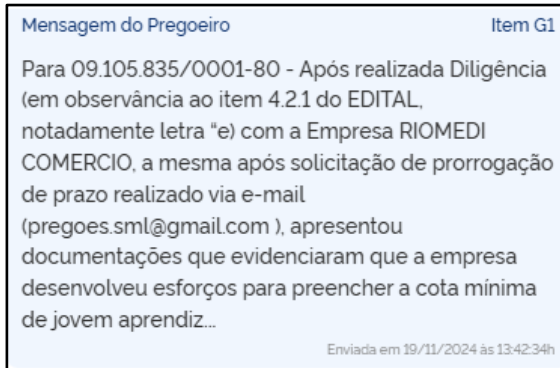 Mensagem do Pregoeiro Item G1
Para 09.105.835/0001-80 - Após realizada Diligência
(em observância ao item 4.2.1 do EDITAL,
notadamente letra “e) com a Empresa RIOMEDI
COMERCIO, a mesma após solicitação de prorrogação
de prazo realizado via e-mail
(pregoes.sml@gmail.com ), apresentou
documentações que evidenciaram que a empresa
desenvolveu esforços para preencher a cota mínima
de jovem aprendiz...
Enviada em 19/11/2024 às 13:42:34h